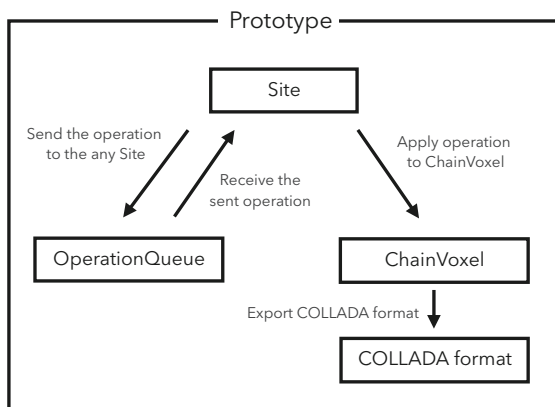 Prototype
Site
Send the operation
to the any Site
Apply operation
to ChainVoxel
Receive the
sent operation
OperationQueue
ChainVoxel
Export COLLADA format
COLLADA format